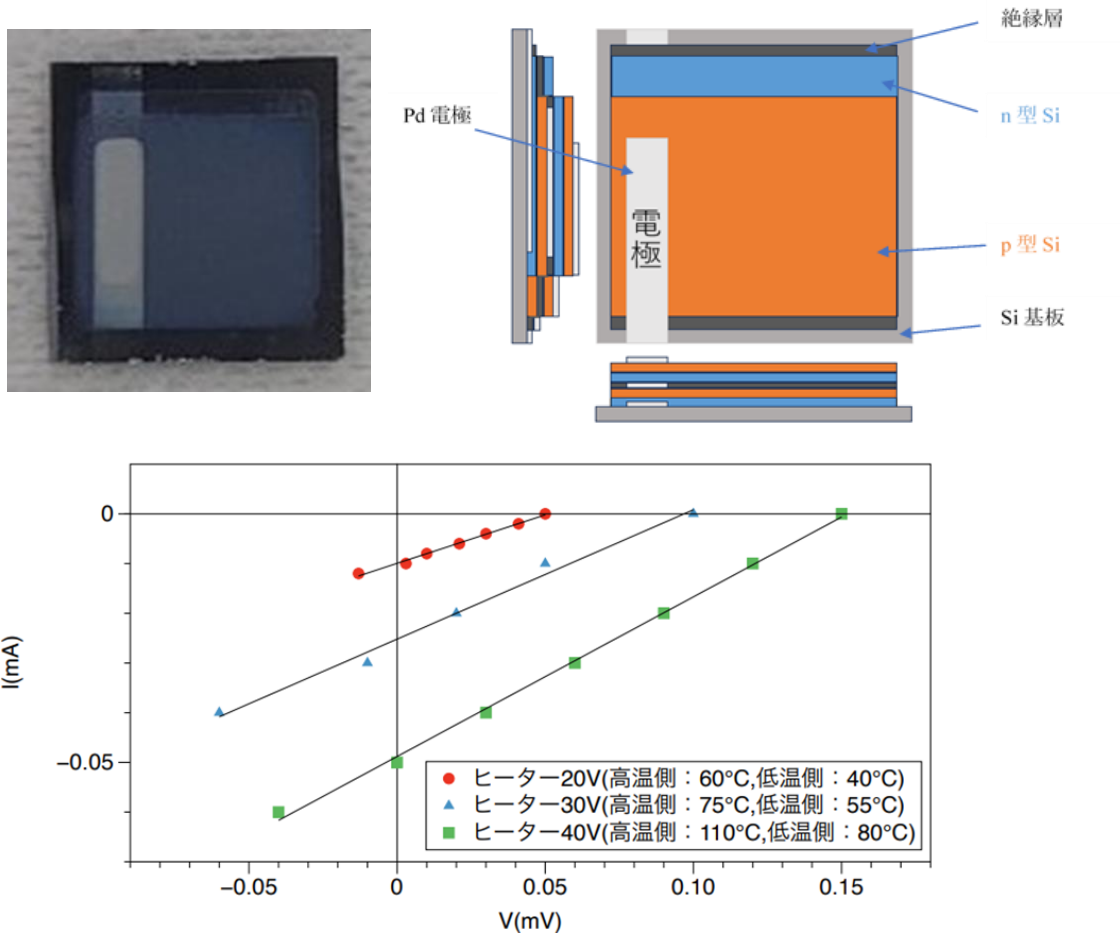 絶縁層
Pd 電極
n 型 Si
電極
p 型 Si
Si 基板
0
−0.05
I(mA)
ヒーター20V(高温側：60°C,低温側：40°C)
ヒーター30V(高温側：75°C,低温側：55°C)
ヒーター40V(高温側：110°C,低温側：80°C)
−0.05
0
0.05
0.10
0.15
V(mV)